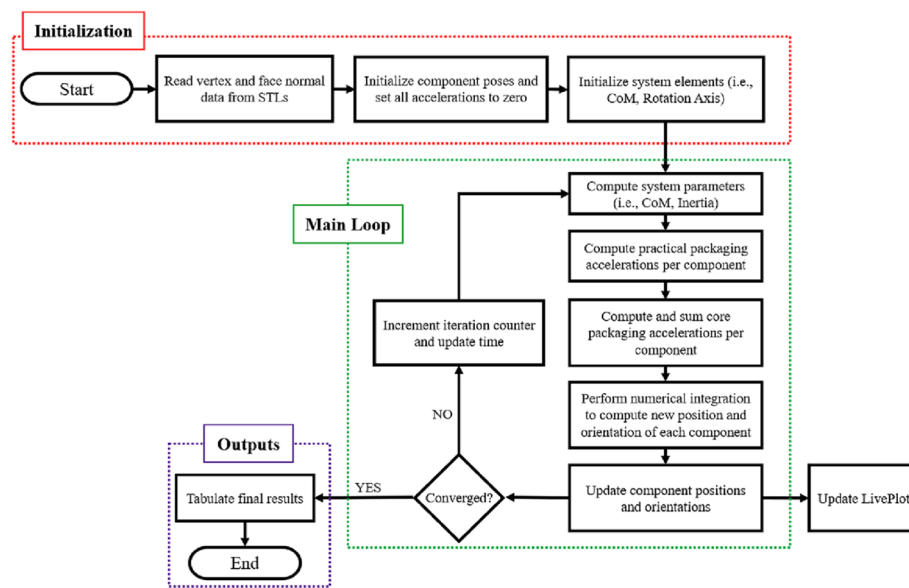 Initialization
Start
Read vertex and face normal
data from STLs
Initialize component poses and
set all accelerations to zero
Initialize system elements (i.e.,
CoM, Rotation Axis)
Main Loop
Compute system parameters
(i.e., CoM, Inertia)
Compute practical packaging
accelerations per component
Compute and sum core
packaging accelerations per
component
Perform numerical integration
to compute new position and
orientation of each component
Update component positions
and orientations
Update LivePlot
Converged?
NO
Increment iteration counter
and update time
YES
Outputs
Tabulate final results
End